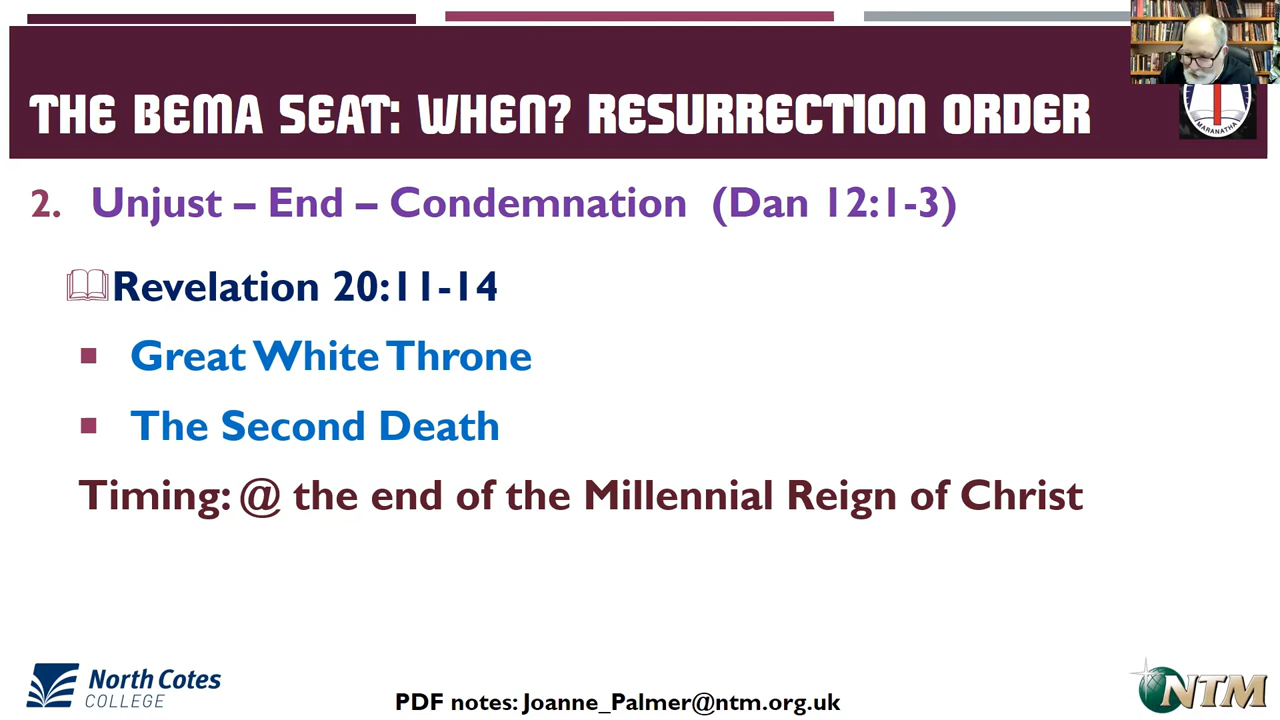 THE BEMA SEAT: WHEN? RESURRECTION ORDER
MARANATHA
2. Unjust – End – Condemnation (Dan 12:1-3)
Revelation 20:11-14
Great White Throne
The Second Death
Timing: @ the end of the Millennial Reign of Christ
North Cotes
COLLEGE
PDF notes: Joanne_Palmer@ntm.org.uk
NTM